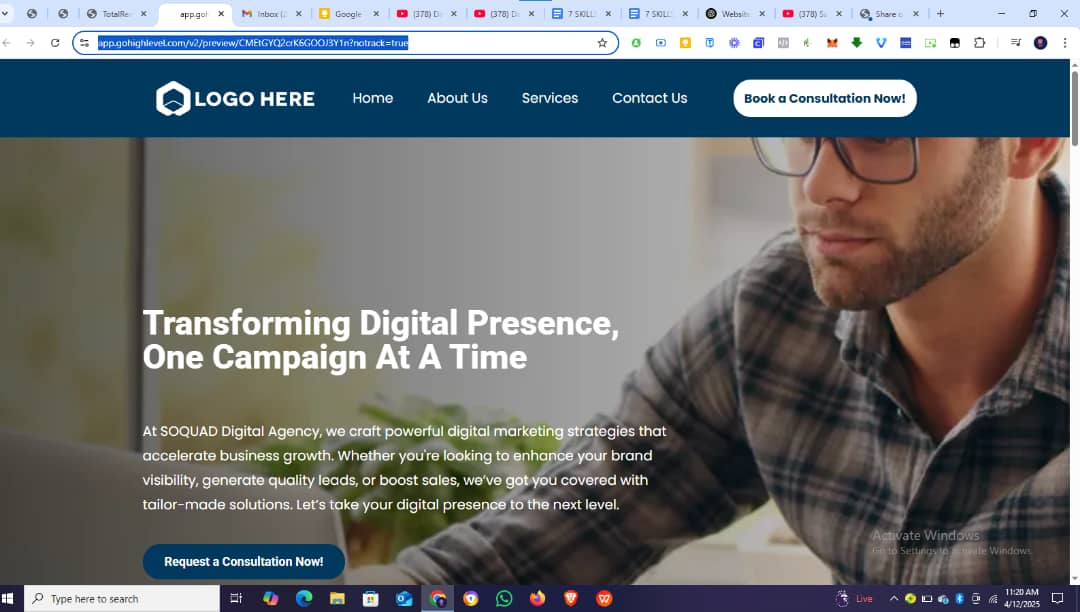 TotalRea
app.gol
Inbox (2
Google
(378) D
(378) D
7 SKILL
7 SKILL
Website
(378) S
Share o
app.gohighlevel.com/v2/preview/CMEtGYQ2crK6GOOJ3Y1n?notrack=true
LOGO HERE
Home
About Us
Services
Contact Us
Book a Consultation Now!
Transforming Digital Presence,
One Campaign At A Time
At SOQUAD Digital Agency, we craft powerful digital marketing strategies that
accelerate business growth. Whether you're looking to enhance your brand
visibility, generate quality leads, or boost sales, we've got you covered with
tailor-made solutions. Let's take your digital presence to the next level.
Request a Consultation Now!
Activate Windows
Go to Settings to activate Windows.
Type here to search
Live
11:20 AM
4/12/2025